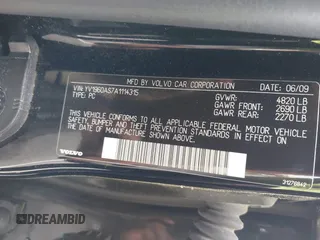 MFD. BY VOLVO CAR CORPORATION DATE: 06/09
VIN: YV1960AS7A1114315 GVWR: 4820 LB
TYPE: PC GAWR FRONT: 2690 LB
GAWR REAR: 2270 LB
THIS VEHICLE CONFORMS TO ALL APPLICABLE FEDERAL MOTOR VEHICLE
SAFETY, BUMPER AND THEFT PREVENTION STANDARDS IN EFFECT
ON THE DATE OF MANUFACTURE SHOWN ABOVE.
VOLVO 31276842
DREAMBID